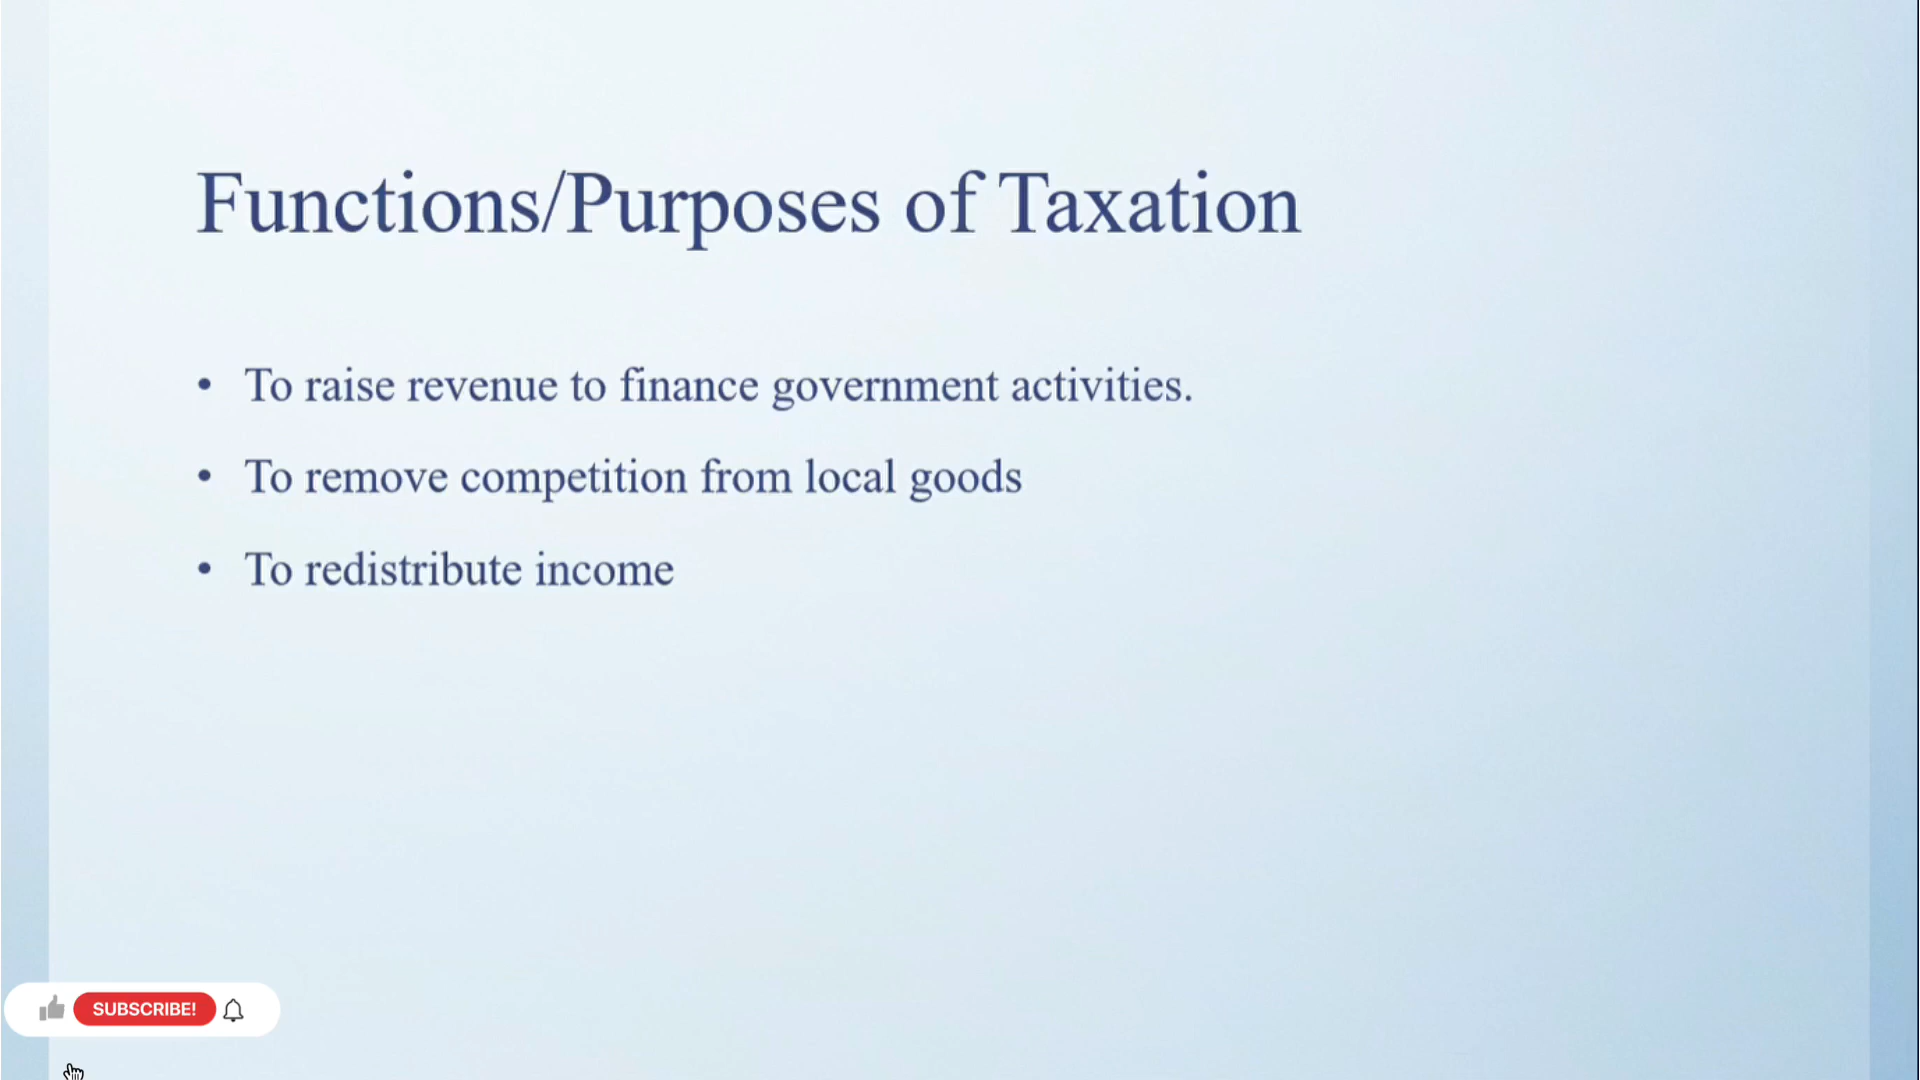 Functions/Purposes of Taxation
• To raise revenue to finance government activities.
• To remove competition from local goods
• To redistribute income
SUBSCRIBE!